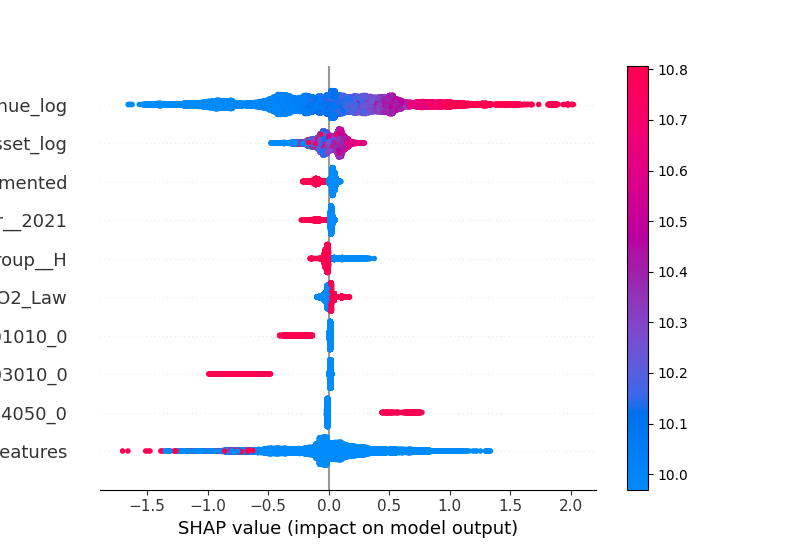 nue_log
sset_log
mented
r__2021
roup__H
O2_Law
01010_0
03010_0
4050_0
eatures
−1.5 −1.0 −0.5 0.0 0.5 1.0 1.5 2.0
SHAP value (impact on model output)
10.8
10.7
10.6
10.5
10.4
10.3
10.2
10.1
10.0